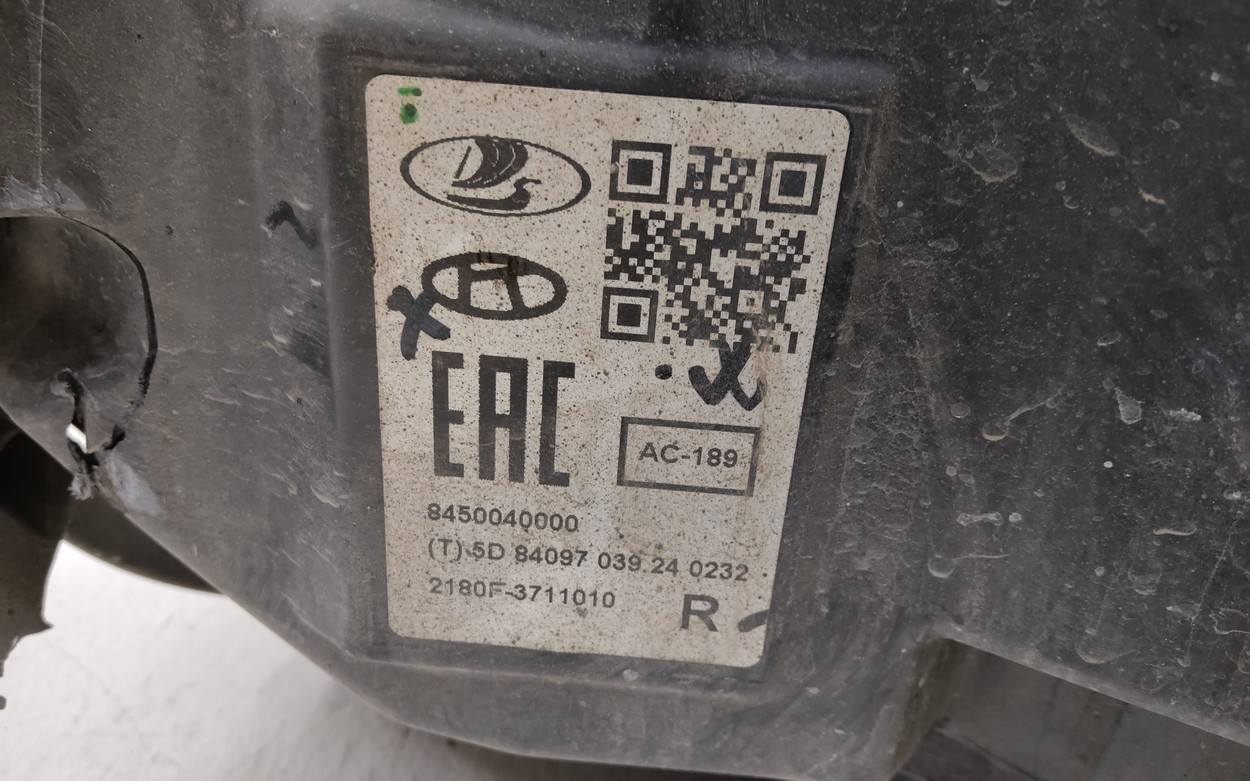 EAC
AC-189
8450040000
(T) 5D 84097 039.24 0232
2180F-3711010
R